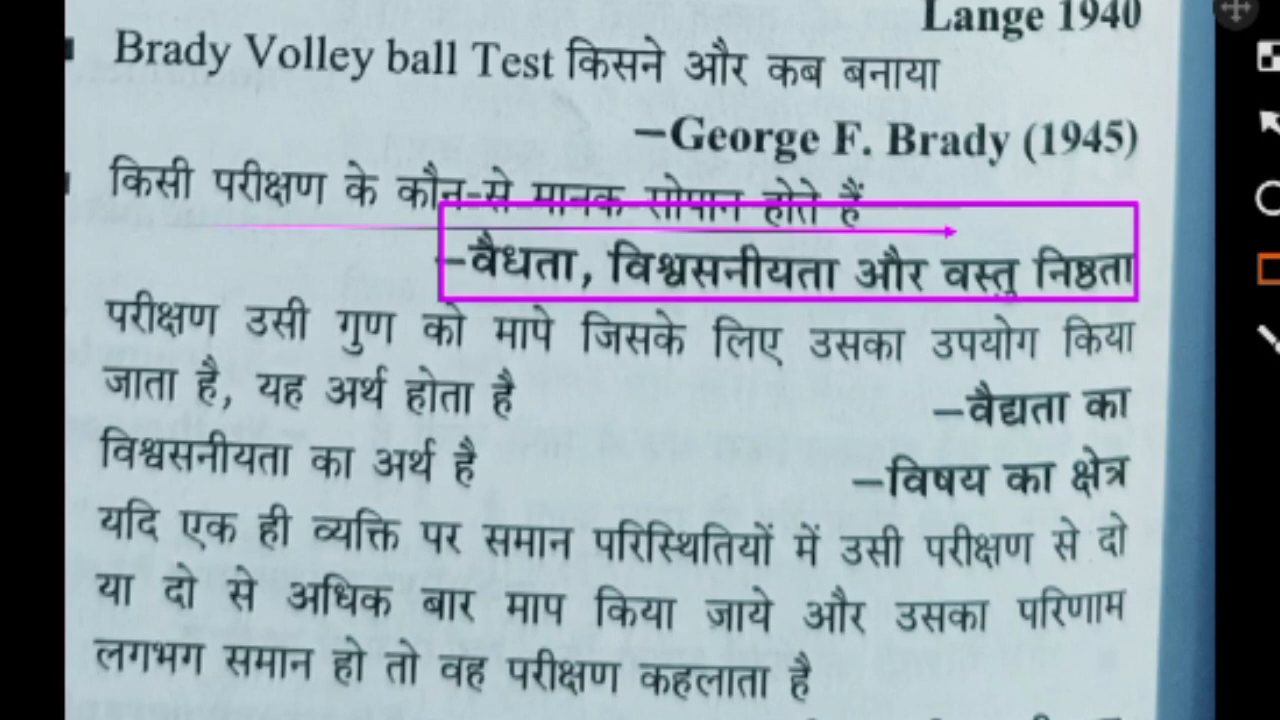 Lange 1940
Brady Volley ball Test किसने और कब बनाया
–George F. Brady (1945)
किसी परीक्षण के कौन-से मानक सोपान होते हैं
–वैधता, विश्वसनीयता और वस्तु निष्ठता
परीक्षण उसी गुण को मापे जिसके लिए उसका उपयोग किया
जाता है, यह अर्थ होता है –वैद्यता का
विश्वसनीयता का अर्थ है –विषय का क्षेत्र
यदि एक ही व्यक्ति पर समान परिस्थितियों में उसी परीक्षण से दो
या दो से अधिक बार माप किया जाये और उसका परिणाम
लगभग समान हो तो वह परीक्षण कहलाता है